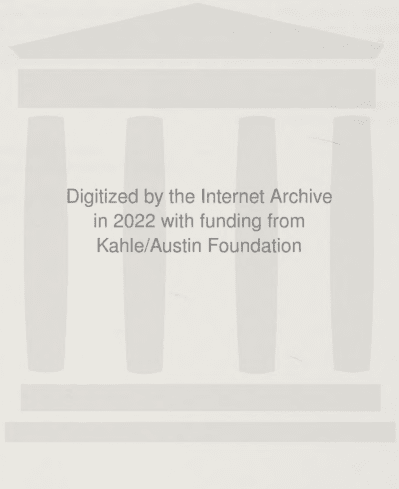 Digitized by the Internet Archive
in 2022 with funding from
Kahle/Austin Foundation